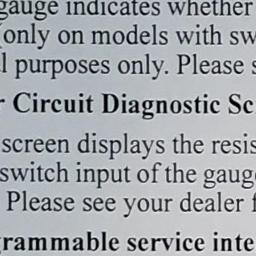 gauge indicates whether
(only on models with sw
l purposes only. Please s
r Circuit Diagnostic Sc
screen displays the resis
switch input of the gaug
Please see your dealer f
grammable service inte